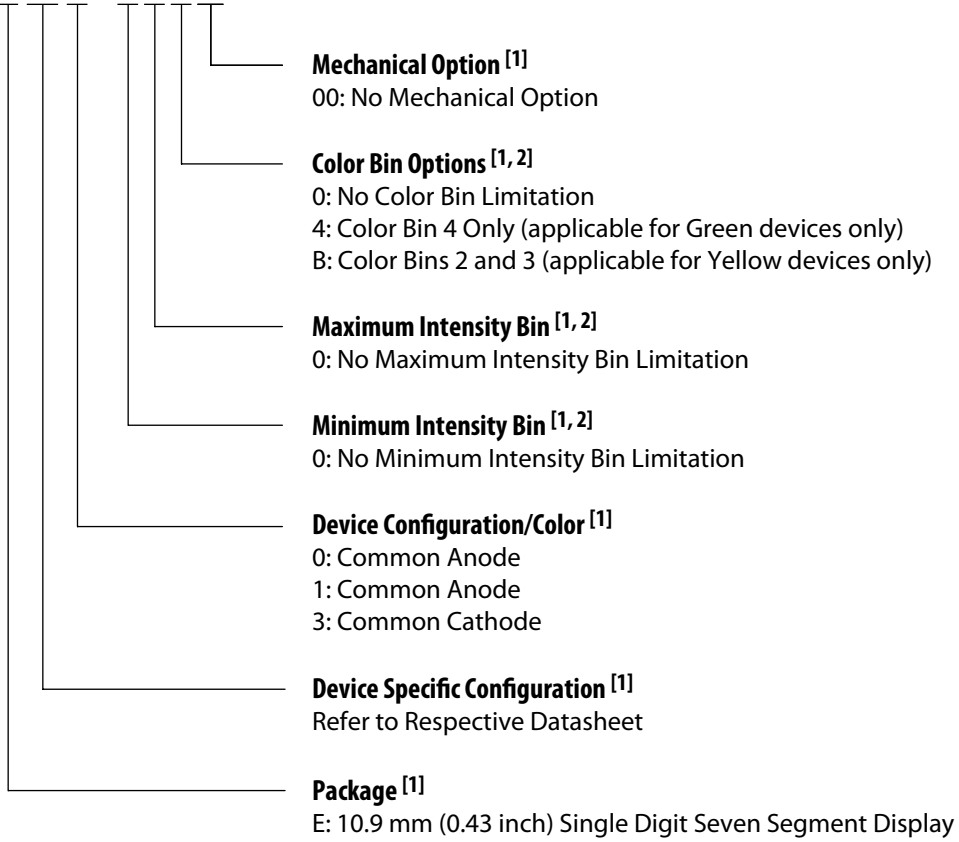 Mechanical Option [1]
00: No Mechanical Option
Color Bin Options [1, 2]
0: No Color Bin Limitation
4: Color Bin 4 Only (applicable for Green devices only)
B: Color Bins 2 and 3 (applicable for Yellow devices only)
Maximum Intensity Bin [1, 2]
0: No Maximum Intensity Bin Limitation
Minimum Intensity Bin [1, 2]
0: No Minimum Intensity Bin Limitation
Device Configuration/Color [1]
0: Common Anode
1: Common Anode
3: Common Cathode
Device Specific Configuration [1]
Refer to Respective Datasheet
Package [1]
E: 10.9 mm (0.43 inch) Single Digit Seven Segment Display